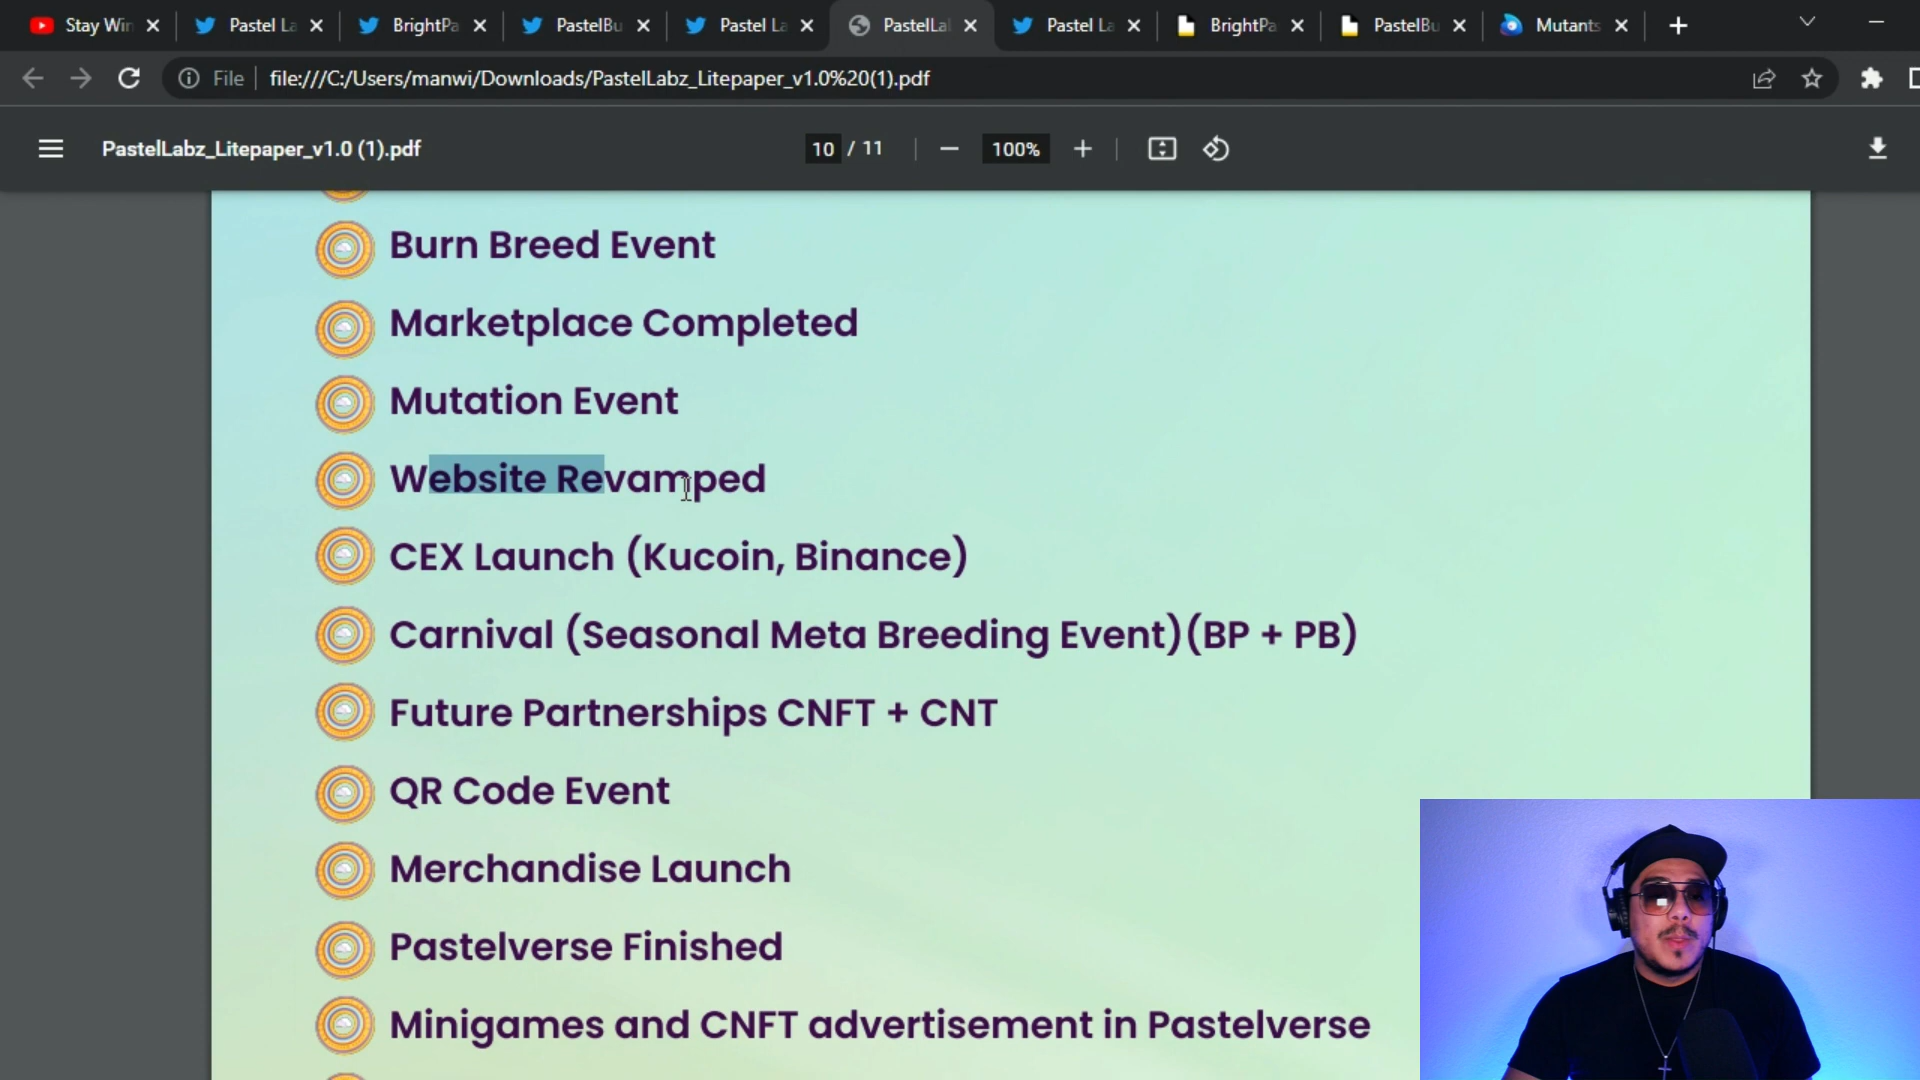 Stay Win
Pastel La
BrightPa
PastelBu
Pastel La
PastelLa
Pastel La
BrightPa
PastelBu
Mutants
File
file:///C:/Users/manwi/Downloads/PastelLabz_Litepaper_v1.0%20(1).pdf
PastelLabz_Litepaper_v1.0 (1).pdf
10 / 11
100%
Burn Breed Event
Marketplace Completed
Mutation Event
Website Revamped
CEX Launch (Kucoin, Binance)
Carnival (Seasonal Meta Breeding Event)(BP + PB)
Future Partnerships CNFT + CNT
QR Code Event
Merchandise Launch
Pastelverse Finished
Minigames and CNFT advertisement in Pastelverse